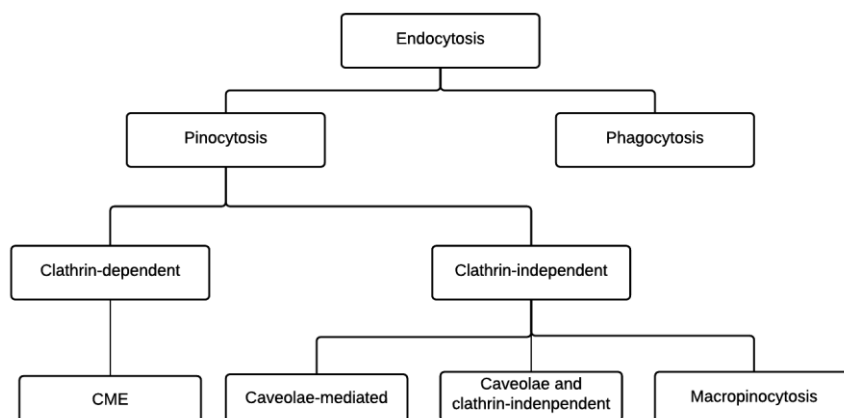 Endocytosis
Pinocytosis
Phagocytosis
Clathrin-dependent
Clathrin-independent
CME
Caveolae-mediated
Caveolae and
clathrin-indenpendent
Macropinocytosis